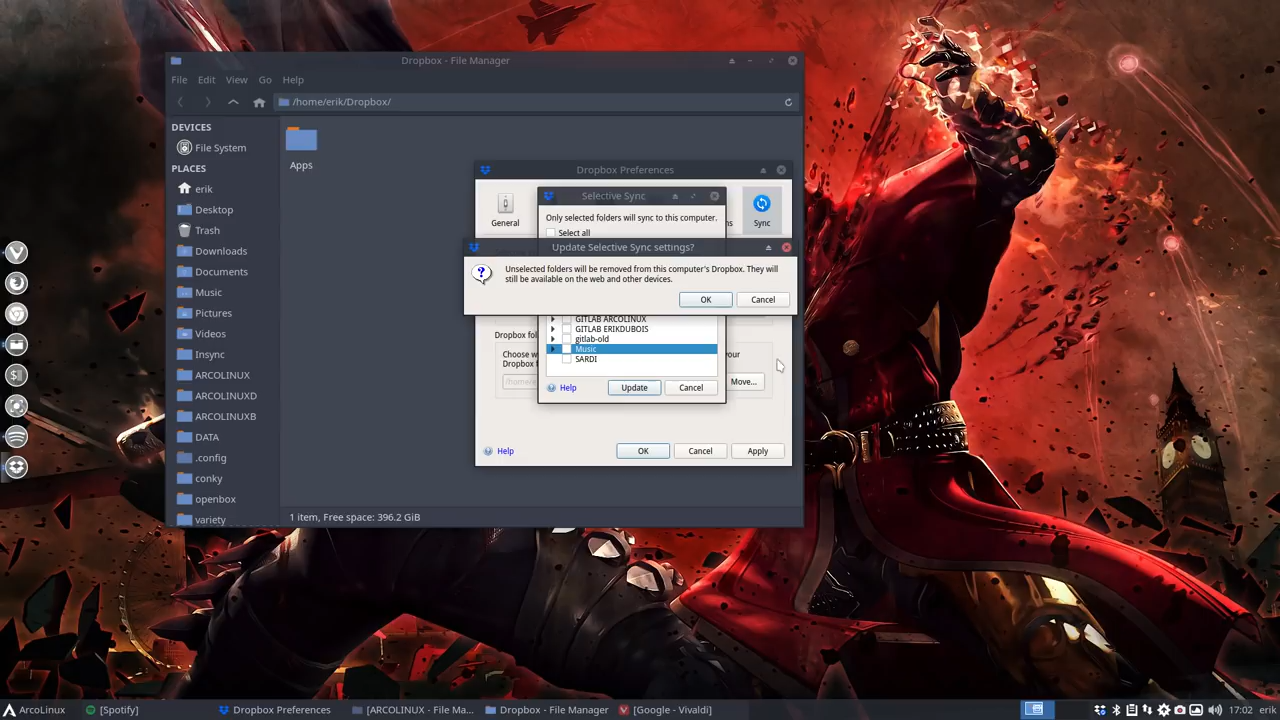 Dropbox - File Manager
File Edit View Go Help
/home/erik/Dropbox/
DEVICES
File System
PLACES
erik
Desktop
Trash
Downloads
Documents
Music
Pictures
Videos
Insync
ARCOLINUX
ARCOLINUXD
ARCOLINUXB
DATA
.config
conky
openbox
variety
Apps
1 item, Free space: 396.2 GiB
Dropbox Preferences
General
Sync
Selective Sync
Only selected folders will sync to this computer.
Select all
Update Selective Sync settings?
Unselected folders will be removed from this computer's Dropbox. They will
still be available on the web and other devices.
OK Cancel
GITLAB ARCOLINUX
GITLAB ERIKDUBOIS
gitlab-old
Music
SARDI
Help Update Cancel
Dropbox fol
Choose w
your
Dropbox f
Move...
Help OK Cancel Apply
ArcoLinux [Spotify] Dropbox Preferences [ARCOLINUX - File Ma... Dropbox - File Manager [Google - Vivaldi] 17:02 erik